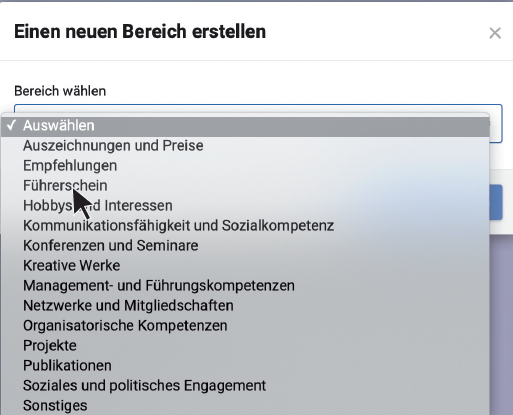 Einen neuen Bereich erstellen
Bereich wählen
Auswählen
Auszeichnungen und Preise
Empfehlungen
Führerschein
Hobbys und Interessen
Kommunikationsfähigkeit und Sozialkompetenz
Konferenzen und Seminare
Kreative Werke
Management- und Führungskompetenzen
Netzwerke und Mitgliedschaften
Organisatorische Kompetenzen
Projekte
Publikationen
Soziales und politisches Engagement
Sonstiges